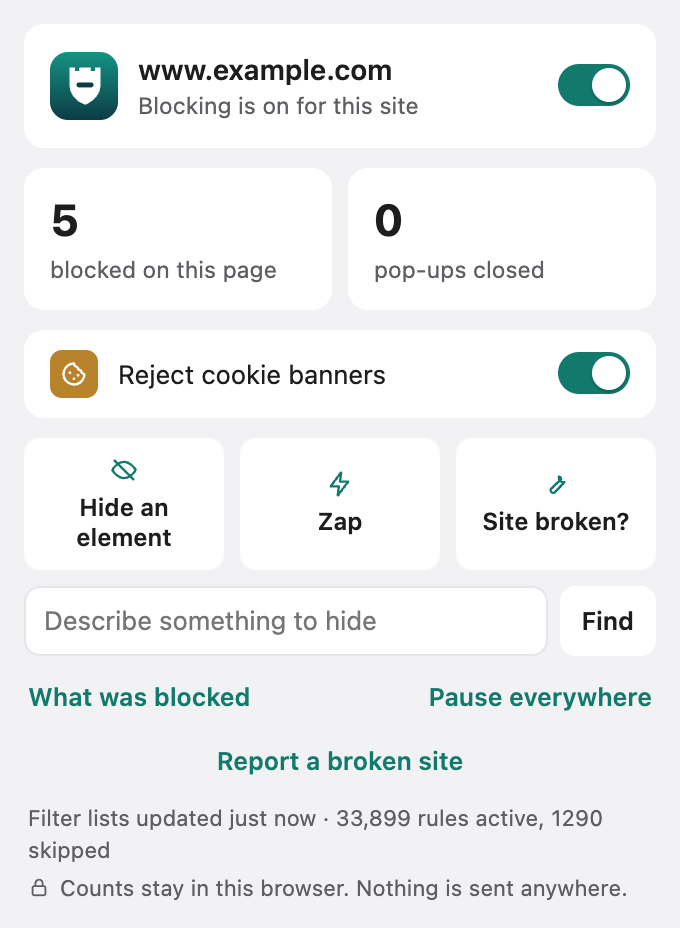 www.example.com
Blocking is on for this site
5
blocked on this page
0
pop-ups closed
Reject cookie banners
Hide an
element
Zap
Site broken?
Describe something to hide
Find
What was blocked
Pause everywhere
Report a broken site
Filter lists updated just now · 33,899 rules active, 1290
skipped
Counts stay in this browser. Nothing is sent anywhere.